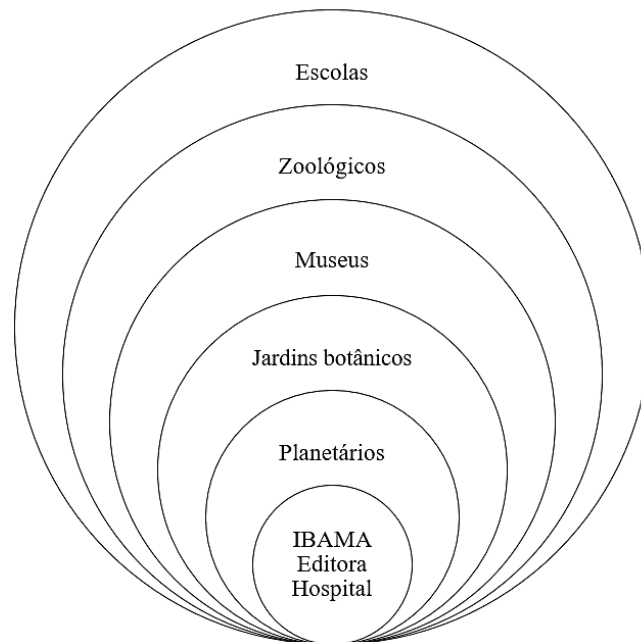 Escolas
Zoológicos
Museus
Jardins botânicos
Planetários
IBAMA
Editora
Hospital